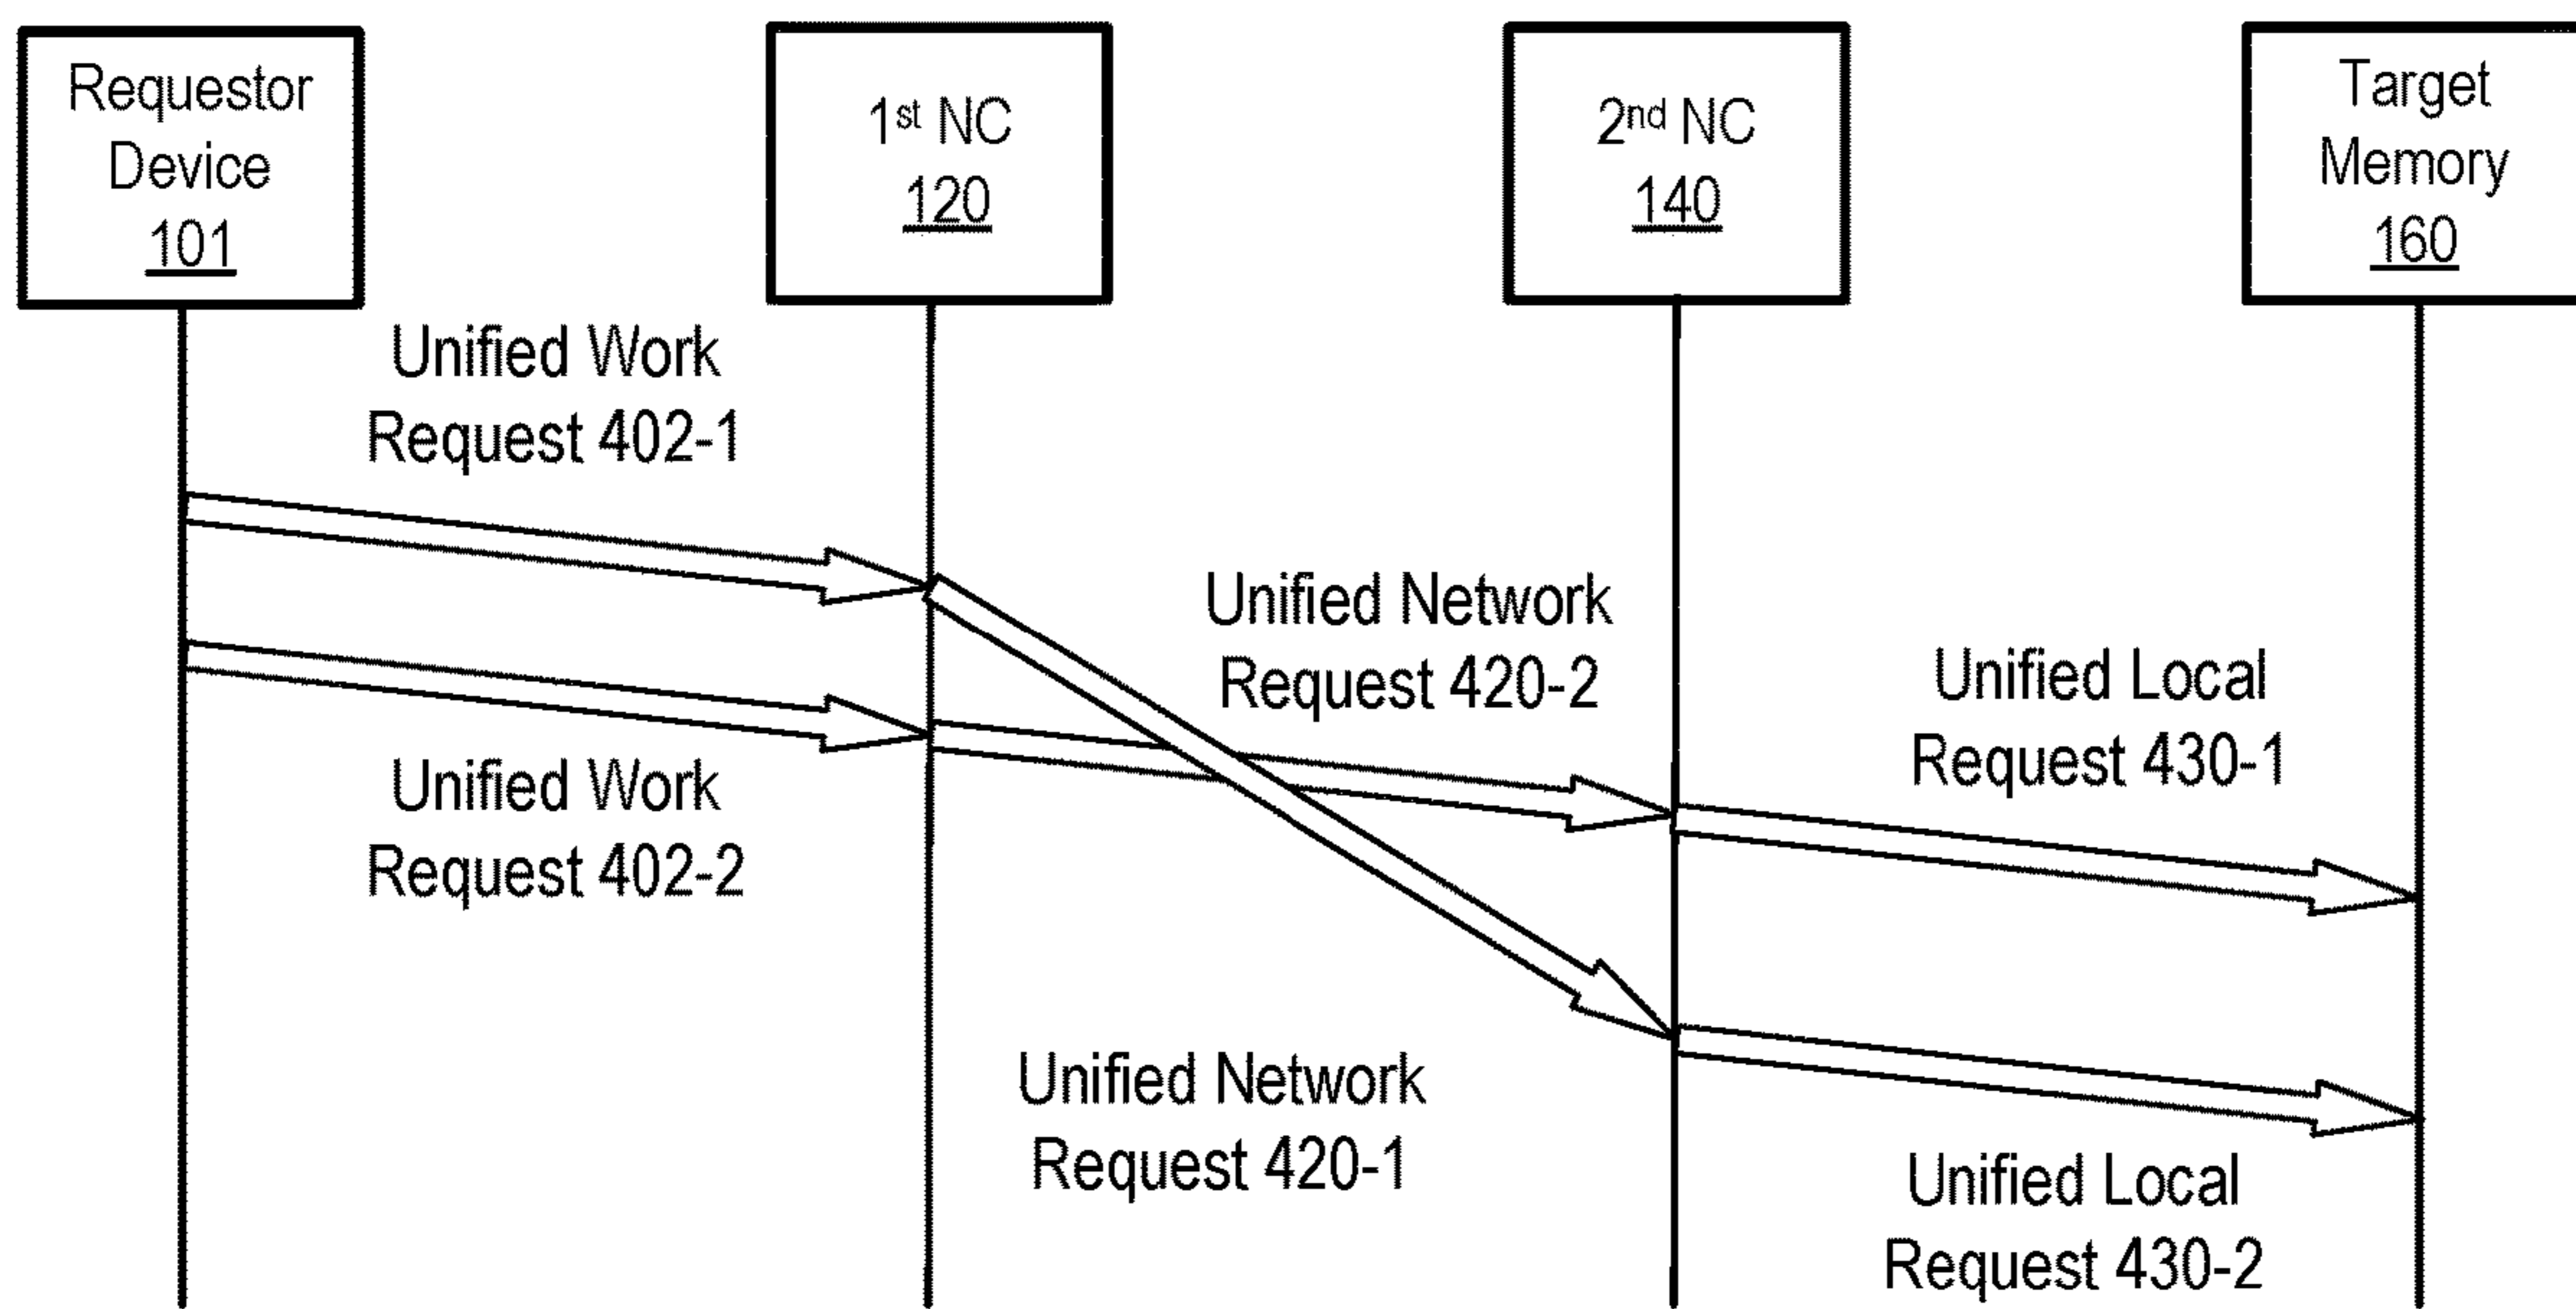 Requestor
Device
101
1st NC
120
2nd NC
140
Target
Memory
160
Unified Work
Request 402-1
Unified Network
Request 420-2
Unified Local
Request 430-1
Unified Work
Request 402-2
Unified Network
Request 420-1
Unified Local
Request 430-2